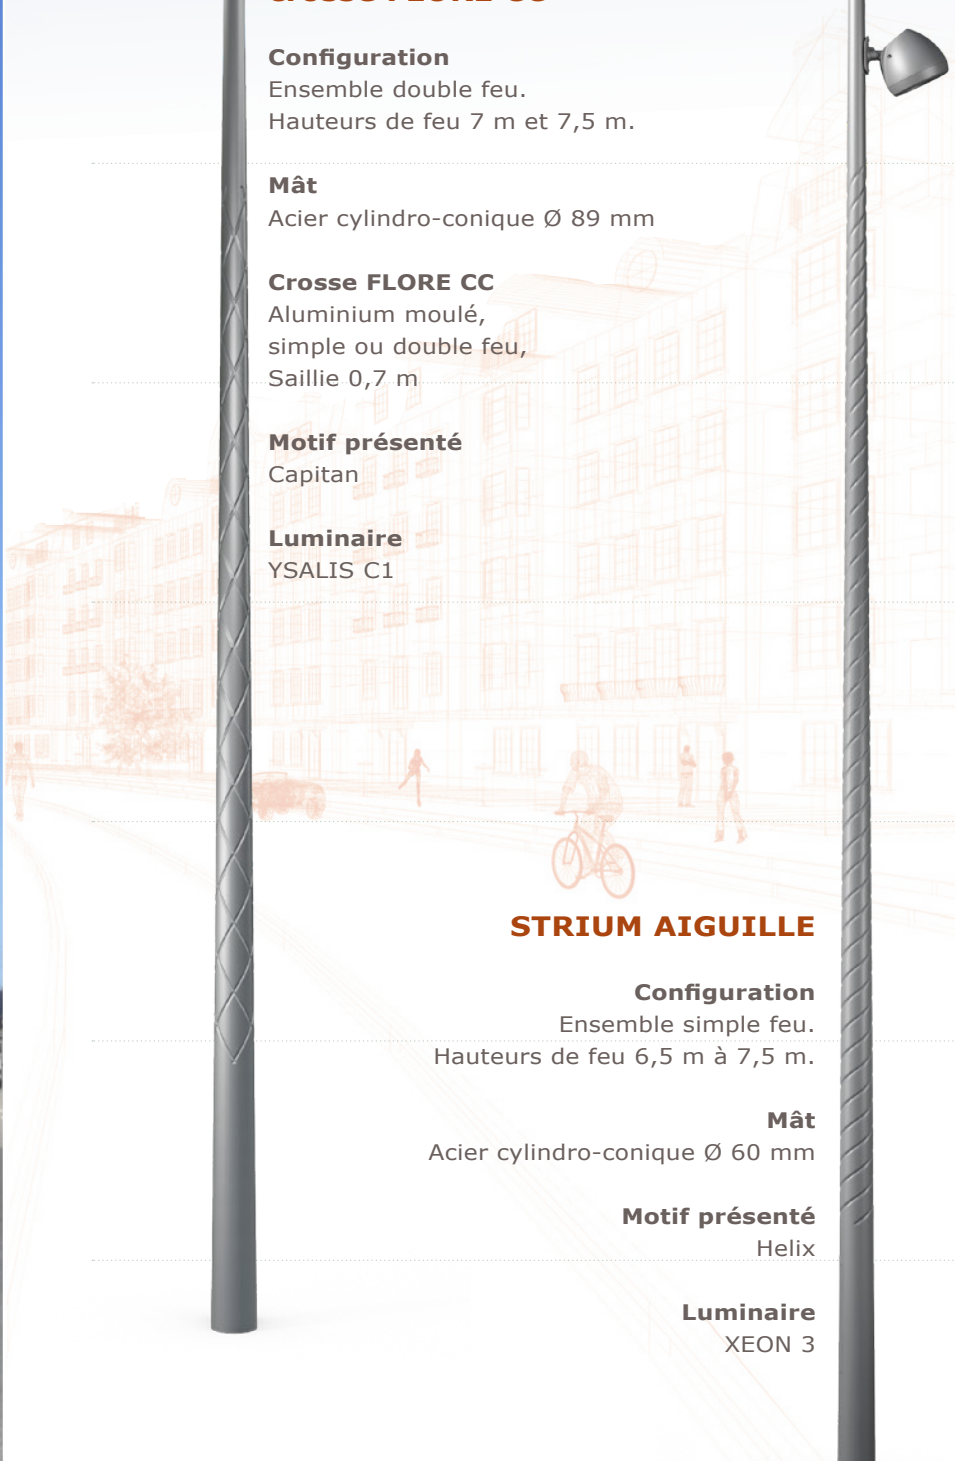 Crosse FLORE CC
Configuration
Ensemble double feu.
Hauteurs de feu 7 m et 7,5 m.
Mât
Acier cylindro-conique Ø 89 mm
Crosse FLORE CC
Aluminium moulé,
simple ou double feu,
Saillie 0,7 m
Motif présenté
Capitan
Luminaire
YSALIS C1
STRIUM AIGUILLE
Configuration
Ensemble simple feu.
Hauteurs de feu 6,5 m à 7,5 m.
Mât
Acier cylindro-conique Ø 60 mm
Motif présenté
Helix
Luminaire
XEON 3